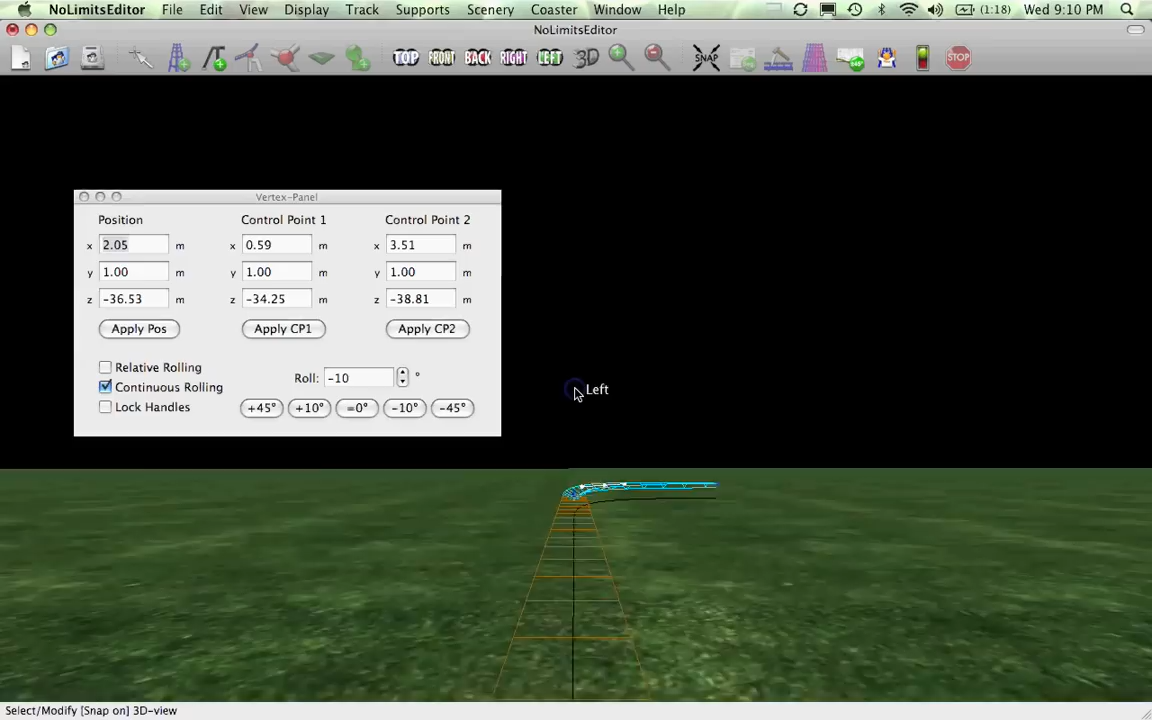 NoLimitsEditor File Edit View Display Track Supports Scenery Coaster Window Help (1:18) Wed 9:10 PM
NoLimitsEditor
TOP FRONT BACK RIGHT LEFT 3D SNAP STOP
Vertex-Panel
Position Control Point 1 Control Point 2
x 2.05 m x 0.59 m x 3.51 m
y 1.00 m y 1.00 m y 1.00 m
z -36.53 m z -34.25 m z -38.81 m
Apply Pos Apply CP1 Apply CP2
Relative Rolling
Roll: -10 °
Continuous Rolling
Lock Handles
+45° +10° =0° -10° -45°
Left
Select/Modify [Snap on] 3D-view